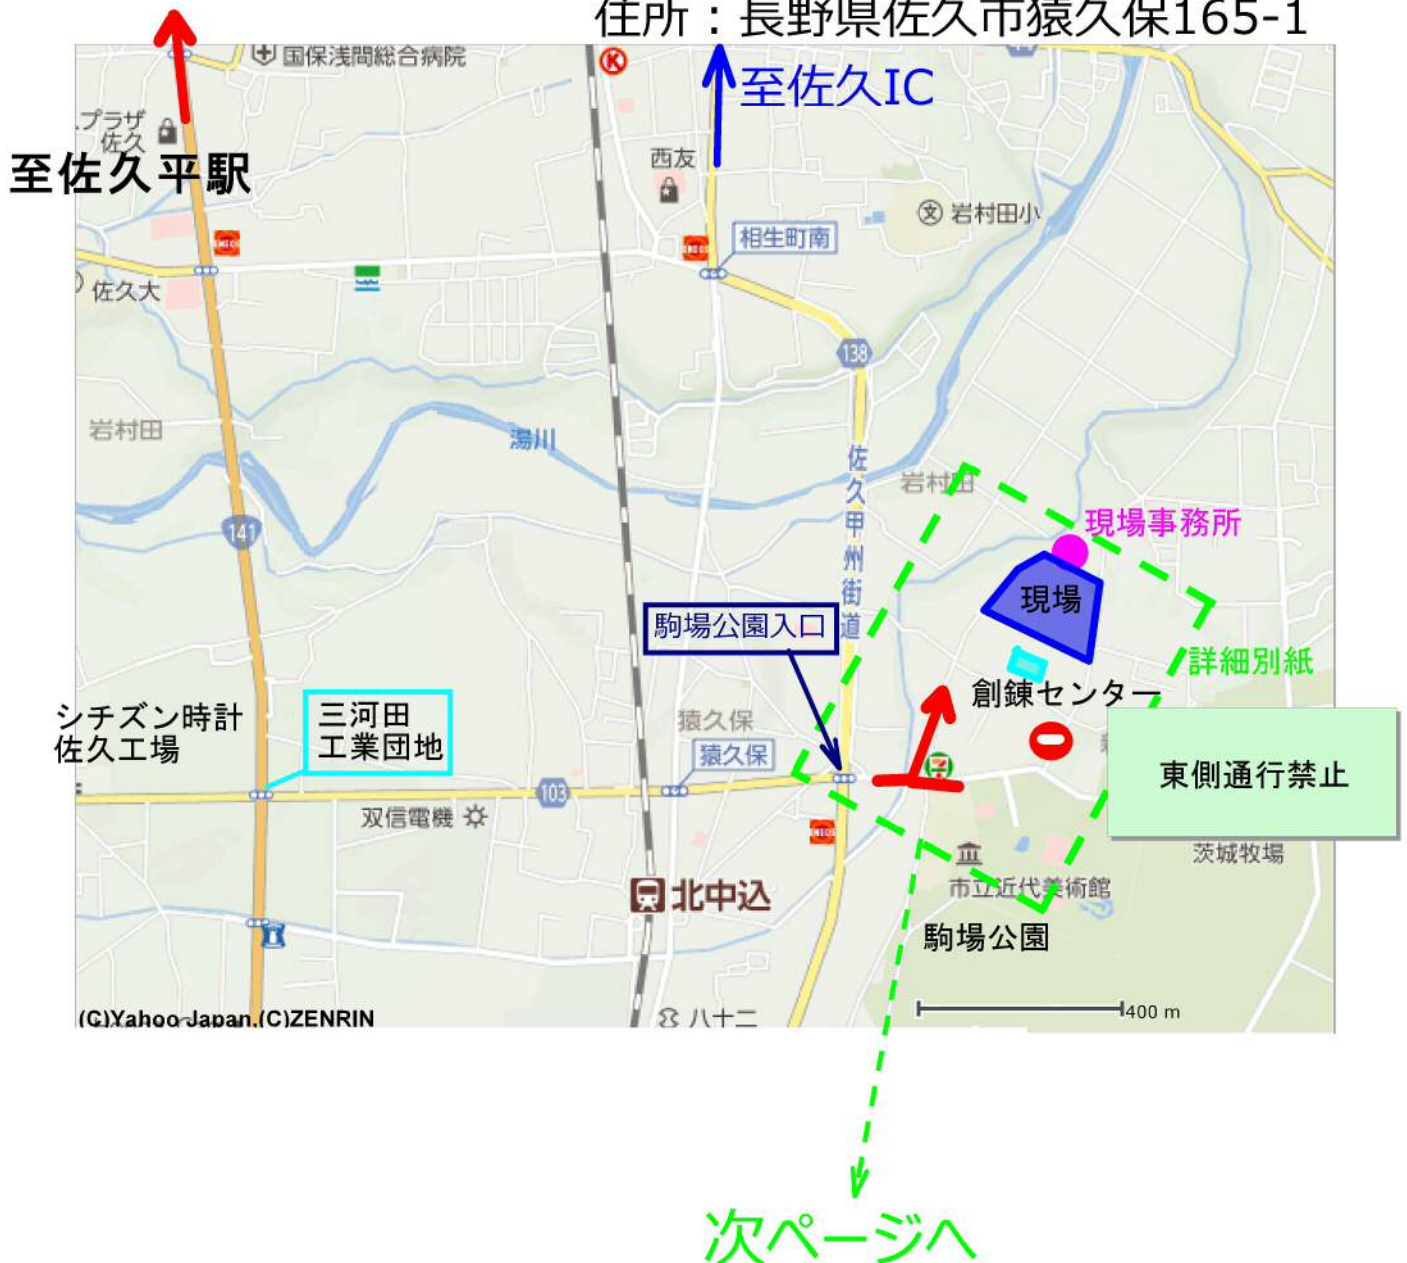 住所：長野県佐久市猿久保165-1
国保浅間総合病院
至佐久IC
プラザ
佐久
至佐久平駅
西友
岩村田小
相生町南
ENEOS
ENEOS
佐久大
FamilyMart
138
岩村田
湯川
佐久甲州街道
岩村田
現場事務所
141
現場
駒場公園入口
詳細別紙
創錬センター
シチズン時計
佐久工場
三河田
工業団地
猿久保
猿久保
東側通行禁止
103
双信電機
ENEOS
茨城牧場
市立近代美術館
北中込
駒場公園
(C)Yahoo Japan,(C)ZENRIN
八十二
400 m
次ページへ